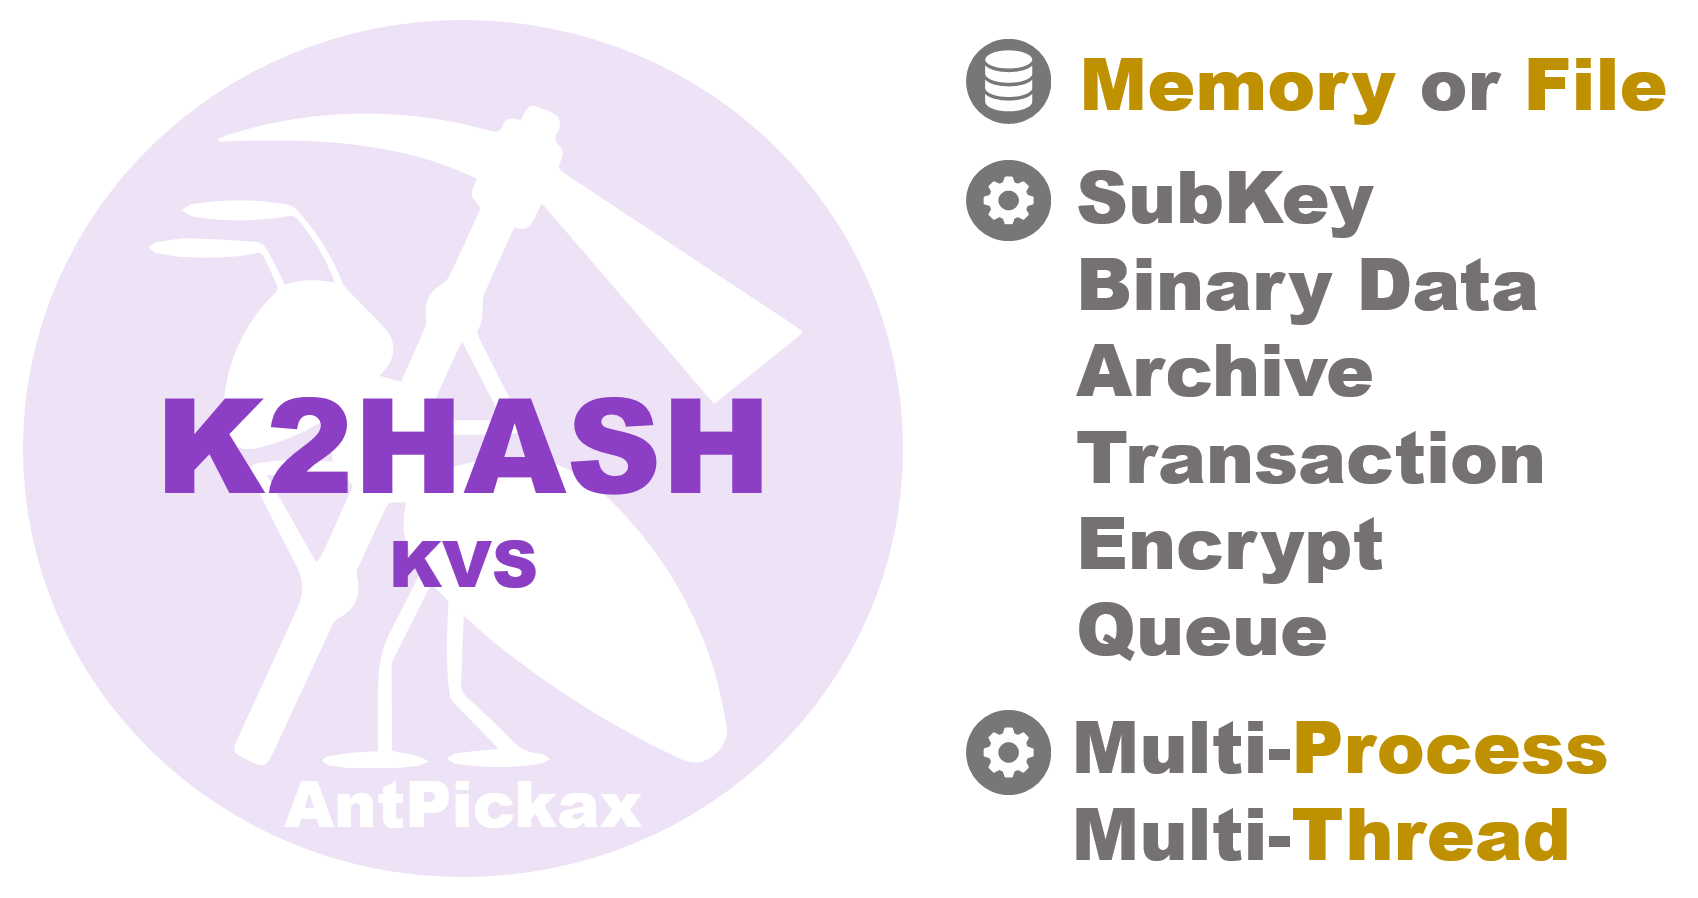 K2HASH
KVS
AntPickax
Memory or File
SubKey
Binary Data
Archive
Transaction
Encrypt
Queue
Multi-Process
Multi-Thread